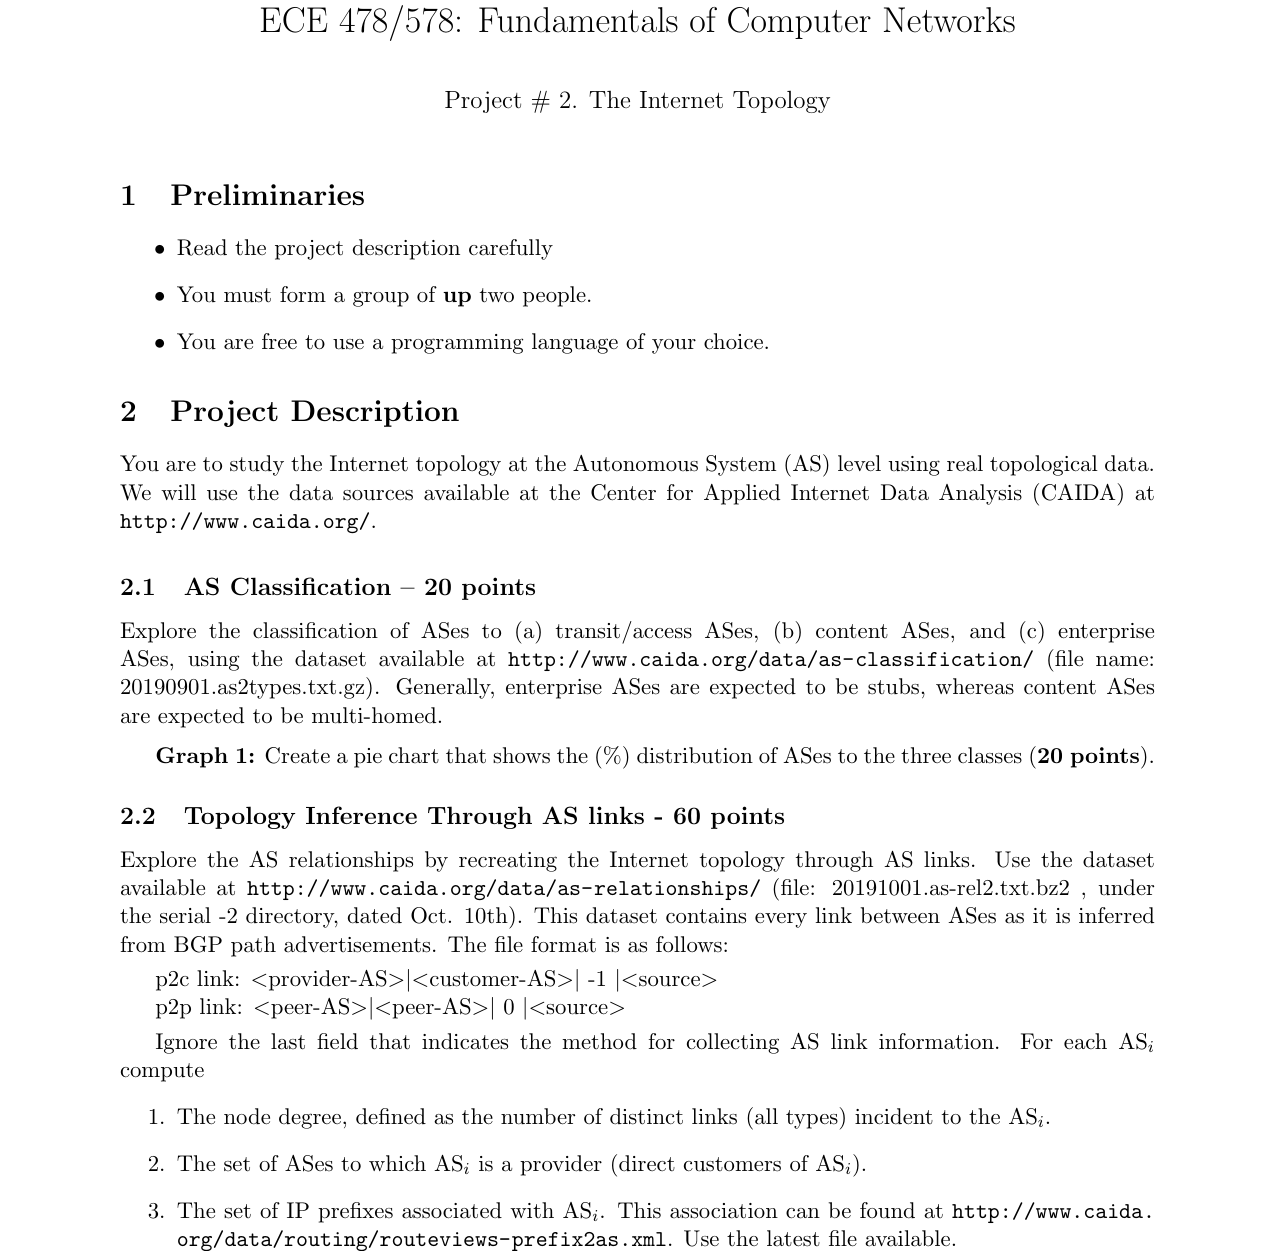 ECE 478/578: Fundamentals of Computer Networks
Project # 2. The Internet Topology
1 Preliminaries
• Read the project description carefully
• You must form a group of up two people.
• You are free to use a programming language of your choice.
2 Project Description
You are to study the Internet topology at the Autonomous System (AS) level using real topological data.
We will use the data sources available at the Center for Applied Internet Data Analysis (CAIDA) at
http://www.caida.org/.
2.1 AS Classification – 20 points
Explore the classification of ASes to (a) transit/access ASes, (b) content ASes, and (c) enterprise
ASes, using the dataset available at http://www.caida.org/data/as-classification/ (file name:
20190901.as2types.txt.gz). Generally, enterprise ASes are expected to be stubs, whereas content ASes
are expected to be multi-homed.
Graph 1: Create a pie chart that shows the (%) distribution of ASes to the three classes (20 points).
2.2 Topology Inference Through AS links - 60 points
Explore the AS relationships by recreating the Internet topology through AS links. Use the dataset
available at http://www.caida.org/data/as-relationships/ (file: 20191001.as-rel2.txt.bz2 , under
the serial -2 directory, dated Oct. 10th). This dataset contains every link between ASes as it is inferred
from BGP path advertisements. The file format is as follows:
p2c link: <provider-AS>|<customer-AS>| -1 |<source>
p2p link: <peer-AS>|<peer-AS>| 0 |<source>
Ignore the last field that indicates the method for collecting AS link information. For each ASi
compute
1. The node degree, defined as the number of distinct links (all types) incident to the ASi.
2. The set of ASes to which ASi is a provider (direct customers of ASi).
3. The set of IP prefixes associated with ASi. This association can be found at http://www.caida.
org/data/routing/routeviews-prefix2as.xml. Use the latest file available.